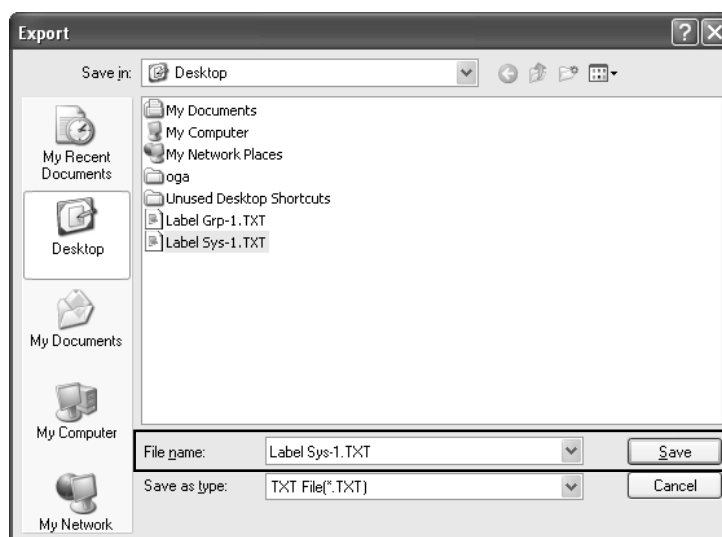 Export
Save in: Desktop
My Documents
My Computer
My Network Places
oga
Unused Desktop Shortcuts
Label Grp-1.TXT
Label Sys-1.TXT
My Recent
Documents
Desktop
My Documents
My Computer
My Network
File name: Label Sys-1.TXT Save
Save as type: TXT File(*.TXT) Cancel